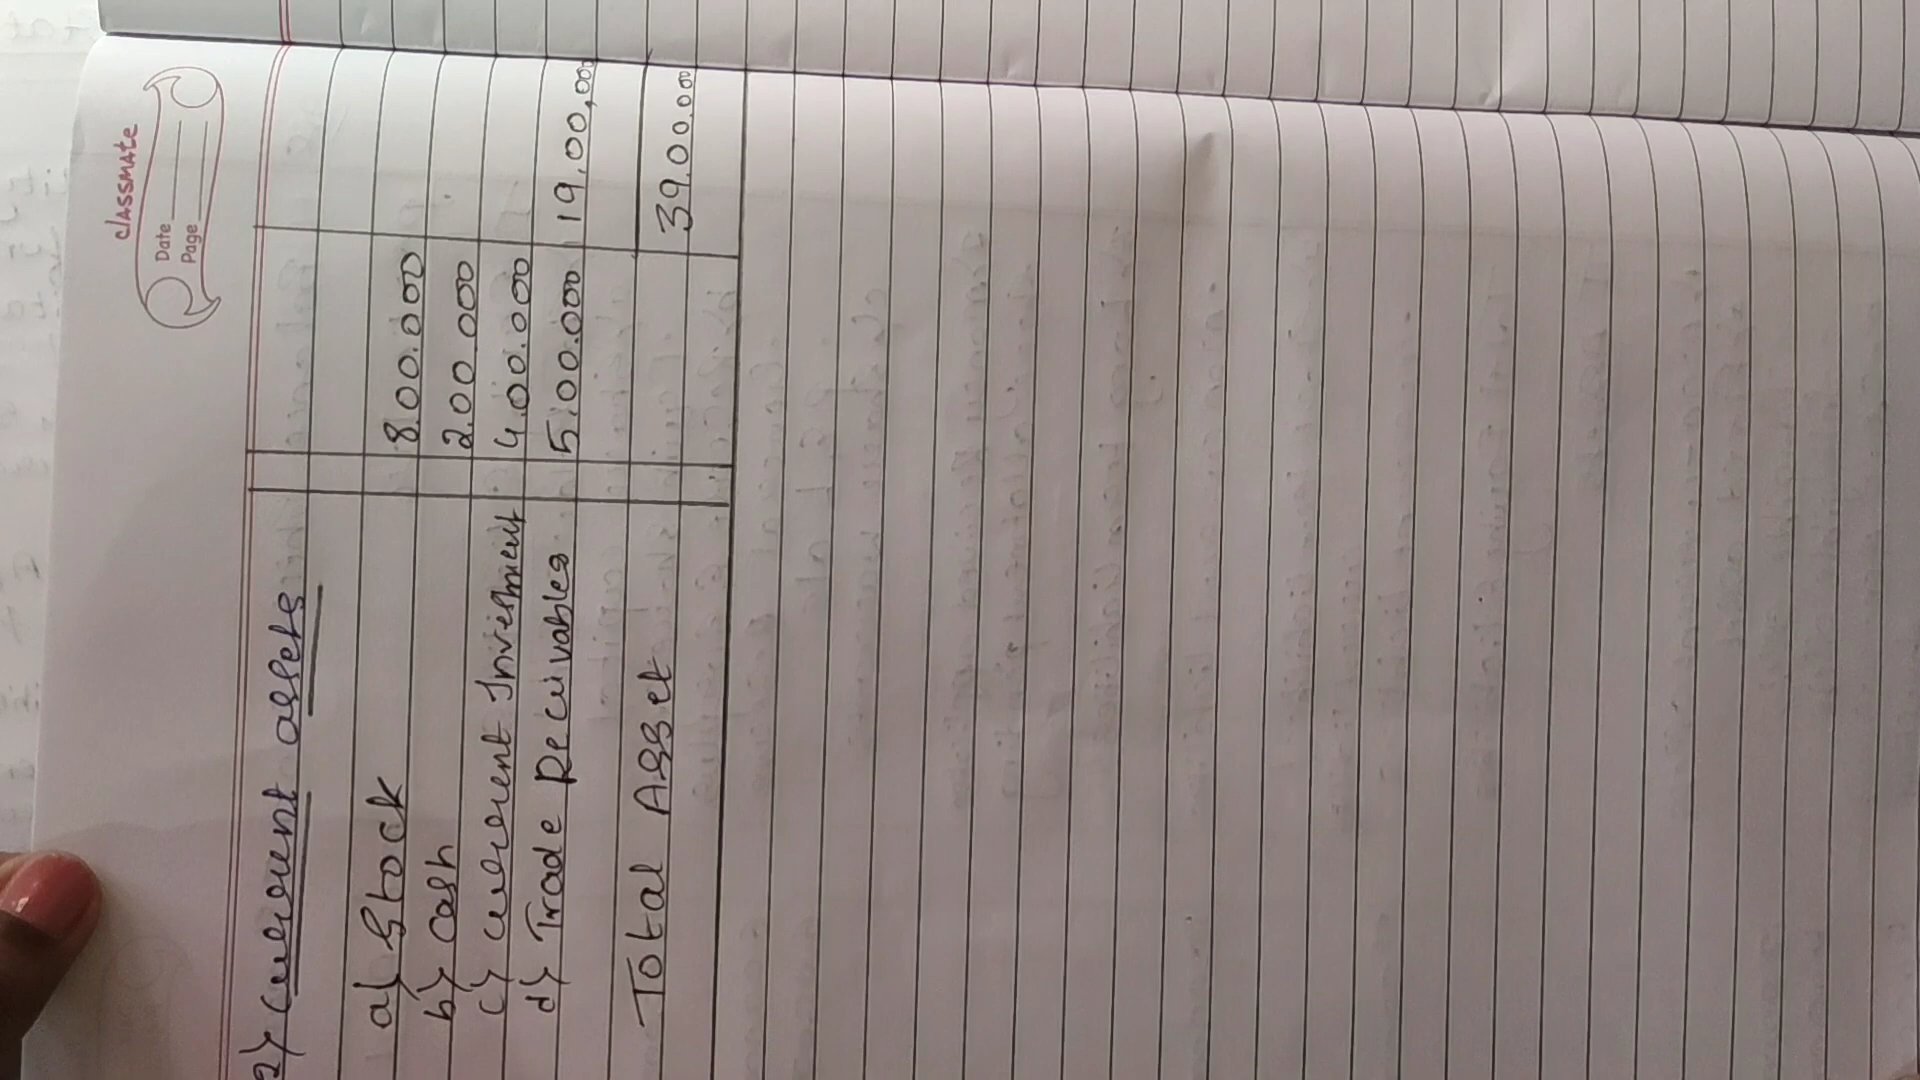 classmate
Date
Page
2) current assets
a) Stock 8.00.000
b) cash 2.00.000
c) current Investment 4.00.000
d) Trade Recivables 5.00.000 19,00,000
Total Asset 39.00.000